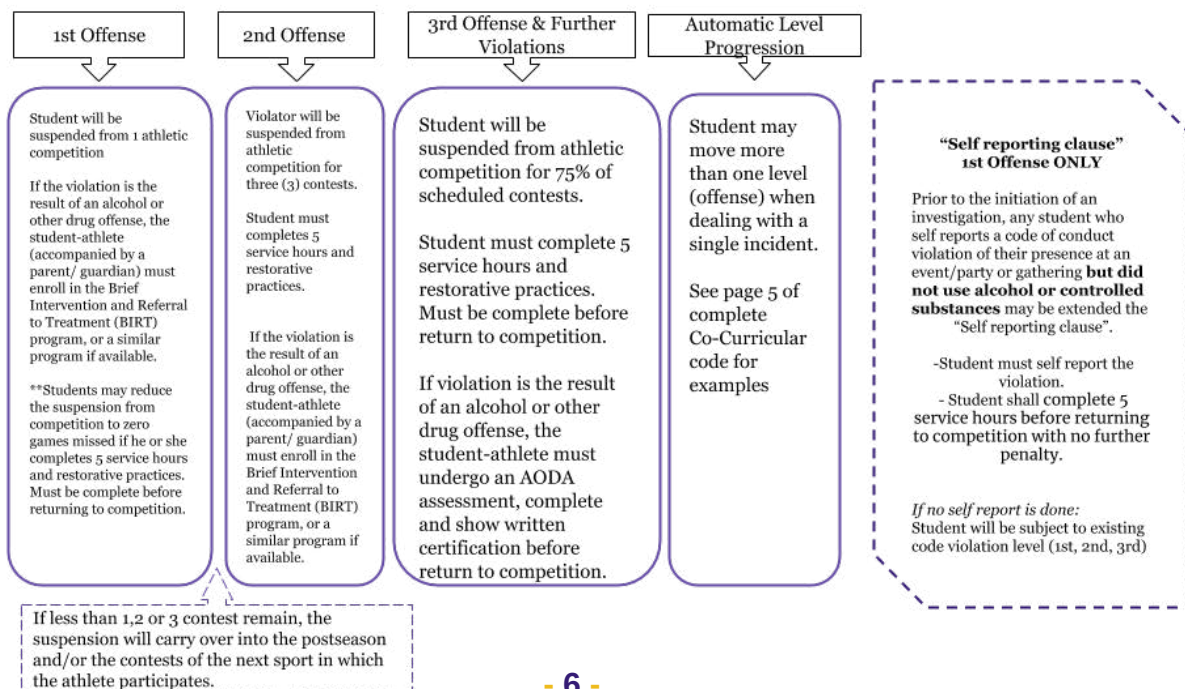 1st Offense
2nd Offense
3rd Offense & Further
Violations
Automatic Level
Progression
Student will be
suspended from 1 athletic
competition
If the violation is the
result of an alcohol or
other drug offense, the
student-athlete
(accompanied by a
parent/ guardian) must
enroll in the Brief
Intervention and Referral
to Treatment (BIRT)
program, or a similar
program if available.
**Students may reduce
the suspension from
competition to zero
games missed if he or she
completes 5 service hours
and restorative practices.
Must be complete before
returning to competition.
Violator will be
suspended from
athletic
competition for
three (3) contests.
Student must
completes 5
service hours and
restorative
practices.
If the violation is
the result of an
alcohol or other
drug offense, the
student-athlete
(accompanied by a
parent/ guardian)
must enroll in the
Brief Intervention
and Referral to
Treatment (BIRT)
program, or a
similar program if
available.
Student will be
suspended from athletic
competition for 75% of
scheduled contests.
Student must complete 5
service hours and
restorative practices.
Must be complete before
return to competition.
If violation is the result
of an alcohol or other
drug offense, the
student-athlete must
undergo an AODA
assessment, complete
and show written
certification before
return to competition.
Student may
move more
than one level
(offense) when
dealing with a
single incident.
See page 5 of
complete
Co-Curricular
code for
examples
“Self reporting clause”
1st Offense ONLY
Prior to the initiation of an
investigation, any student who
self reports a code of conduct
violation of their presence at an
event/party or gathering but did
not use alcohol or controlled
substances may be extended the
“Self reporting clause”.
-Student must self report the
violation.
- Student shall complete 5
service hours before returning
to competition with no further
penalty.
If no self report is done:
Student will be subject to existing
code violation level (1st, 2nd, 3rd)
If less than 1,2 or 3 contest remain, the
suspension will carry over into the postseason
and/or the contests of the next sport in which
the athlete participates.
- 6 -